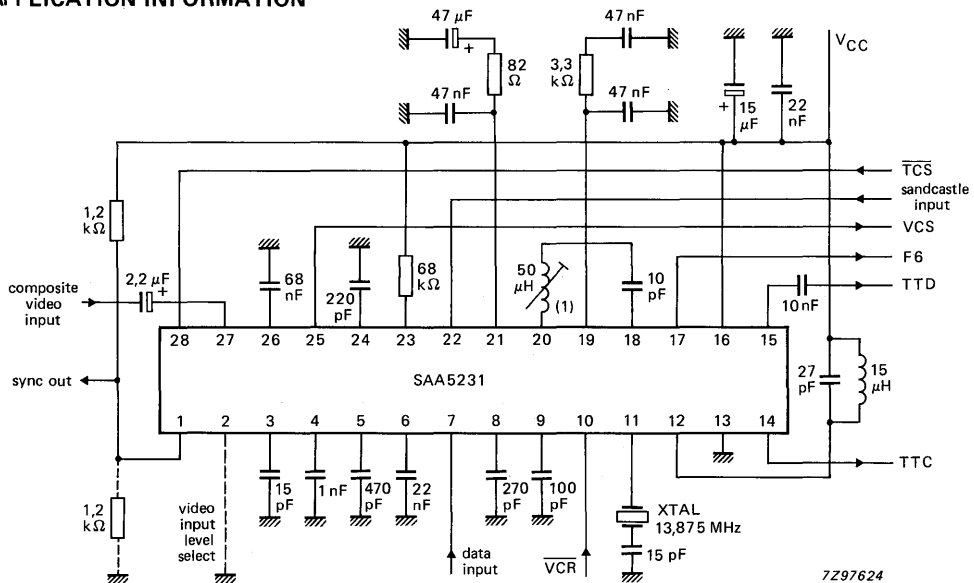 APPLICATION INFORMATION
47 µF
+
82
Ω
47 nF
47 nF
3,3
kΩ
47 nF
+
15
µF
22
nF
VCC
TCS
sandcastle
input
VCS
F6
TTD
10nF
1,2
kΩ
2,2 µF
+
composite
video
input
68
nF
220
pF
68
kΩ
50
µH
(1)
10
pF
28 27 26 25 24 23 22 21 20 19 18 17 16 15
SAA5231
sync out
27
pF
15
µH
1 2 3 4 5 6 7 8 9 10 11 12 13 14
TTC
1,2
kΩ
video
input
level
select
15
pF
1 nF
470
pF
22
nF
data
input
270
pF
100
pF
VCR
XTAL
13,875 MHz
15 pF
7Z97624